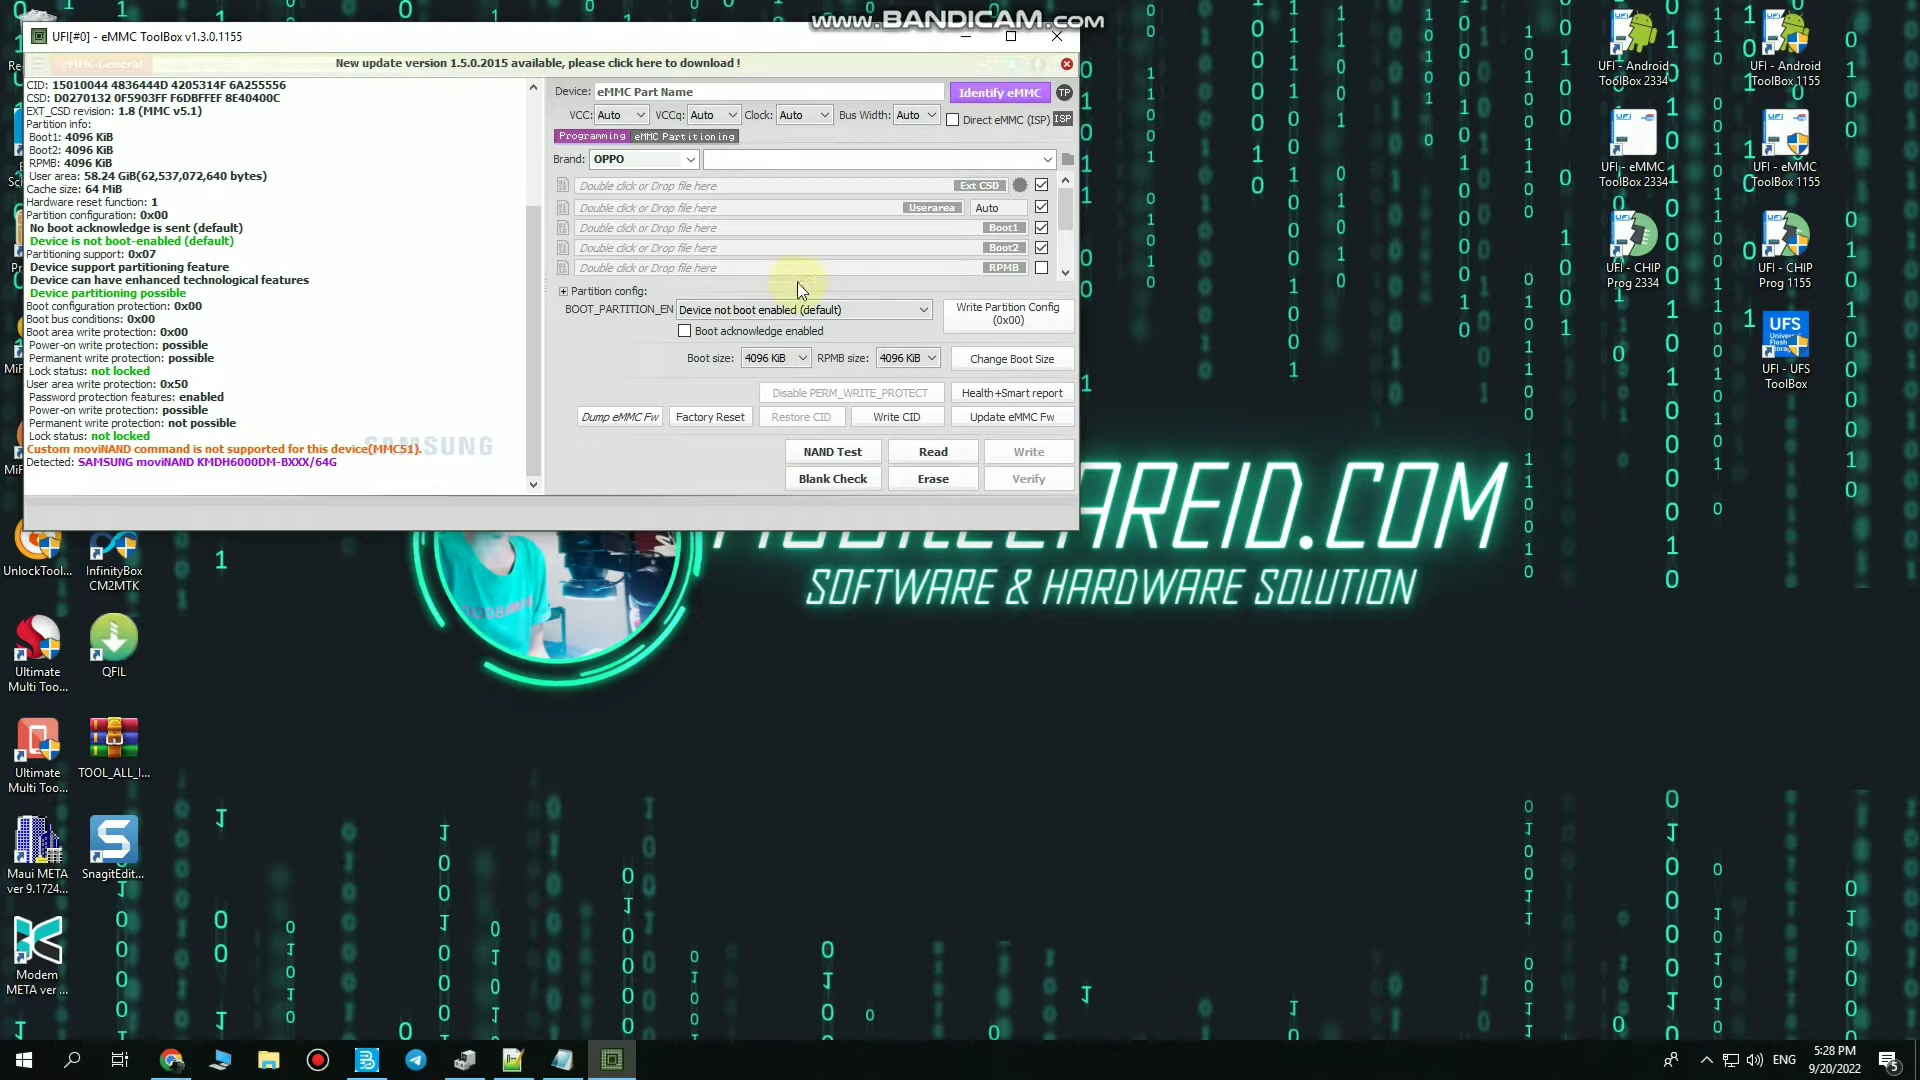 www.BANDICAM.com
UFI[#0] - eMMC ToolBox v1.3.0.1155
eMMC General
New update version 1.5.0.2015 available, please click here to download !
CID: 15010044 4836444D 4205314F 6A255556
CSD: D0270132 0F5903FF F6DBFFEF 8E40400C
EXT_CSD revision: 1.8 (MMC v5.1)
Partition info:
Boot1: 4096 KiB
Boot2: 4096 KiB
RPMB: 4096 KiB
User area: 58.24 GiB(62,537,072,640 bytes)
Cache size: 64 MiB
Hardware reset function: 1
Partition configuration: 0x00
No boot acknowledge is sent (default)
Device is not boot-enabled (default)
Partitioning support: 0x07
Device support partitioning feature
Device can have enhanced technological features
Device partitioning possible
Boot configuration protection: 0x00
Boot bus conditions: 0x00
Boot area write protection: 0x00
Power-on write protection: possible
Permanent write protection: possible
Lock status: not locked
User area write protection: 0x50
Password protection features: enabled
Power-on write protection: possible
Permanent write protection: not possible
Lock status: not locked
Custom moviNAND command is not supported for this device(MMC51).
SAMSUNG
Detected: SAMSUNG moviNAND KMDH6000DM-BXXX/64G
Device: eMMC Part Name Identify eMMC TP
VCC: Auto VCCq: Auto Clock: Auto Bus Width: Auto Direct eMMC (ISP) ISP
Programming eMMC Partitioning
Brand: OPPO
Double click or Drop file here Ext CSD
Double click or Drop file here Userarea Auto
Double click or Drop file here Boot1
Double click or Drop file here Boot2
Double click or Drop file here RPMB
Partition config:
BOOT_PARTITION_EN Device not boot enabled (default) Write Partition Config (0x00)
Boot acknowledge enabled
Boot size: 4096 KiB RPMB size: 4096 KiB Change Boot Size
Disable PERM_WRITE_PROTECT Health+Smart report
Dump eMMC Fw Factory Reset Restore CID Write CID Update eMMC Fw
NAND Test Read Write
Blank Check Erase Verify
AREID.COM
SOFTWARE & HARDWARE SOLUTION
UFI - Android ToolBox 2334
UFI - Android ToolBox 1155
UFI - eMMC ToolBox 2334
UFI - eMMC ToolBox 1155
UFI - CHIP Prog 2334
UFI - CHIP Prog 1155
UFS
UFI - UFS ToolBox
UnlockTool...
InfinityBox CM2MTK
Ultimate Multi Too...
QFIL
Ultimate Multi Too...
TOOL_ALL_I...
Maui META ver 9.1724...
SnagitEdit...
Modem META ver ...
ENG
5:28 PM
9/20/2022
5